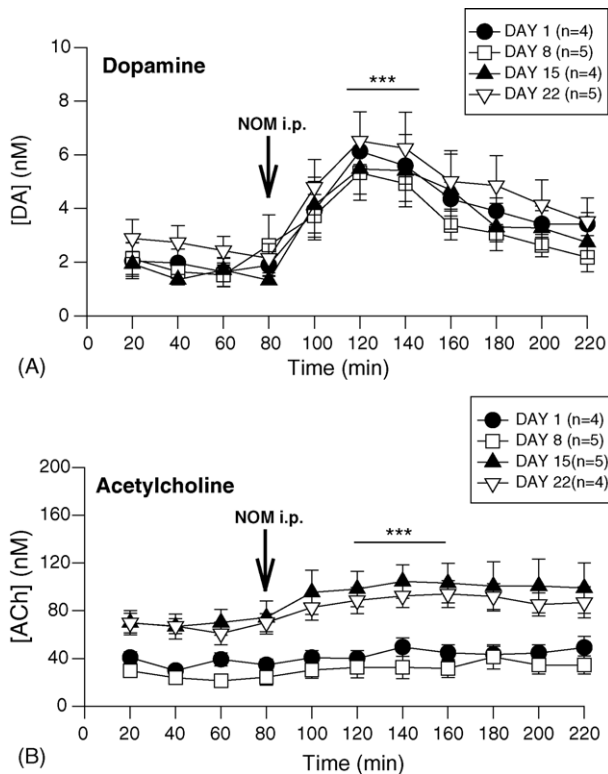 DAY 1 (n=4)
DAY 8 (n=5)
DAY 15 (n=4)
DAY 22 (n=5)
Dopamine
***
NOM i.p.
[DA] (nM)
10
8
6
4
2
0
0 20 40 60 80 100 120 140 160 180 200 220
Time (min)
(A)
DAY 1 (n=4)
DAY 8 (n=5)
DAY 15(n=5)
DAY 22(n=4)
Acetylcholine
***
NOM i.p.
[ACh] (nM)
200
160
120
80
40
0
0 20 40 60 80 100 120 140 160 180 200 220
Time (min)
(B)